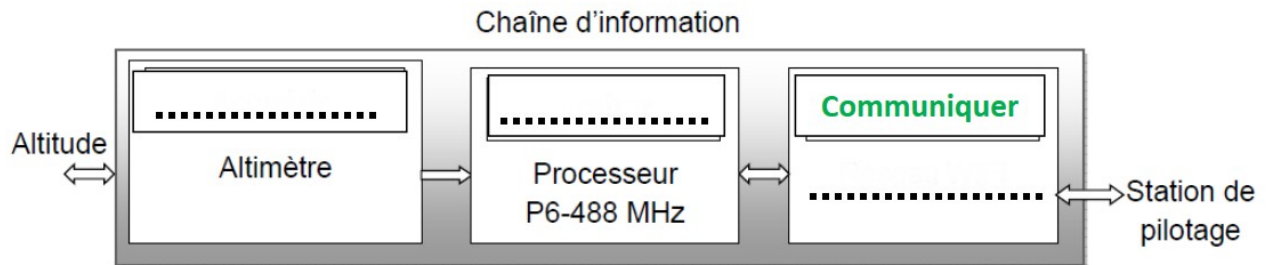 Chaîne d'information
Communiquer
Altitude
Altimètre
Processeur
P6-488 MHz
Station de
pilotage